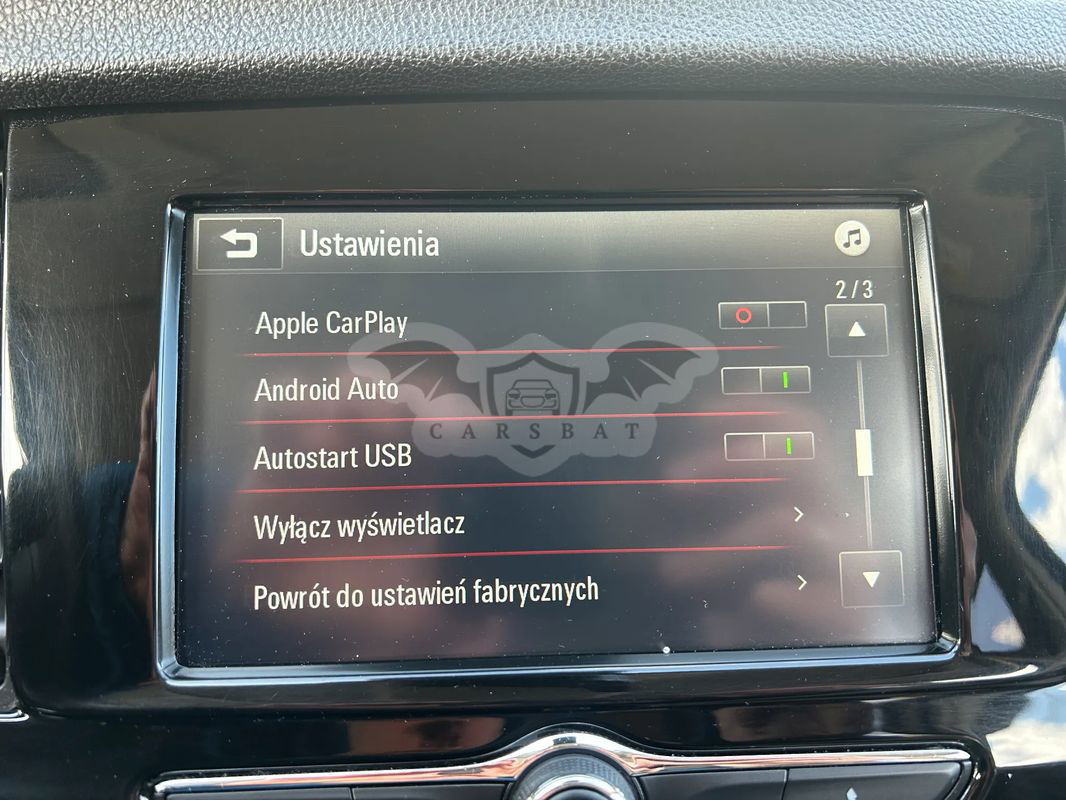 Ustawienia
2/3
Apple CarPlay
Android Auto
CARSBAT
Autostart USB
Wyłącz wyświetlacz
Powrót do ustawień fabrycznych